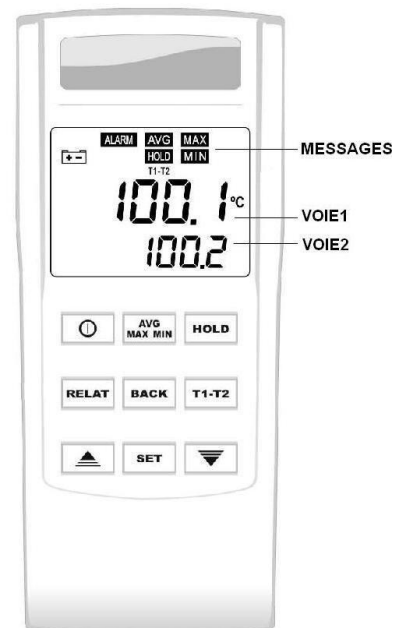 ALARM AVG MAX
HOLD MIN
T1-T2
100.1 °C
100.2
MESSAGES
VOIE1
VOIE2
AVG
MAX MIN
HOLD
RELAT BACK T1-T2
SET